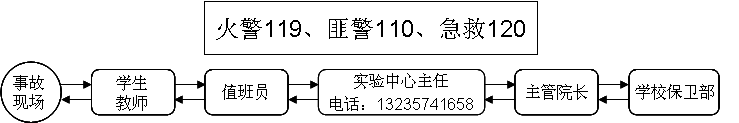 火警119、匪警110、急救120
事故
现场
学生
教师
值班员
实验中心主任
电话：13235741658
主管院长
学校保卫部